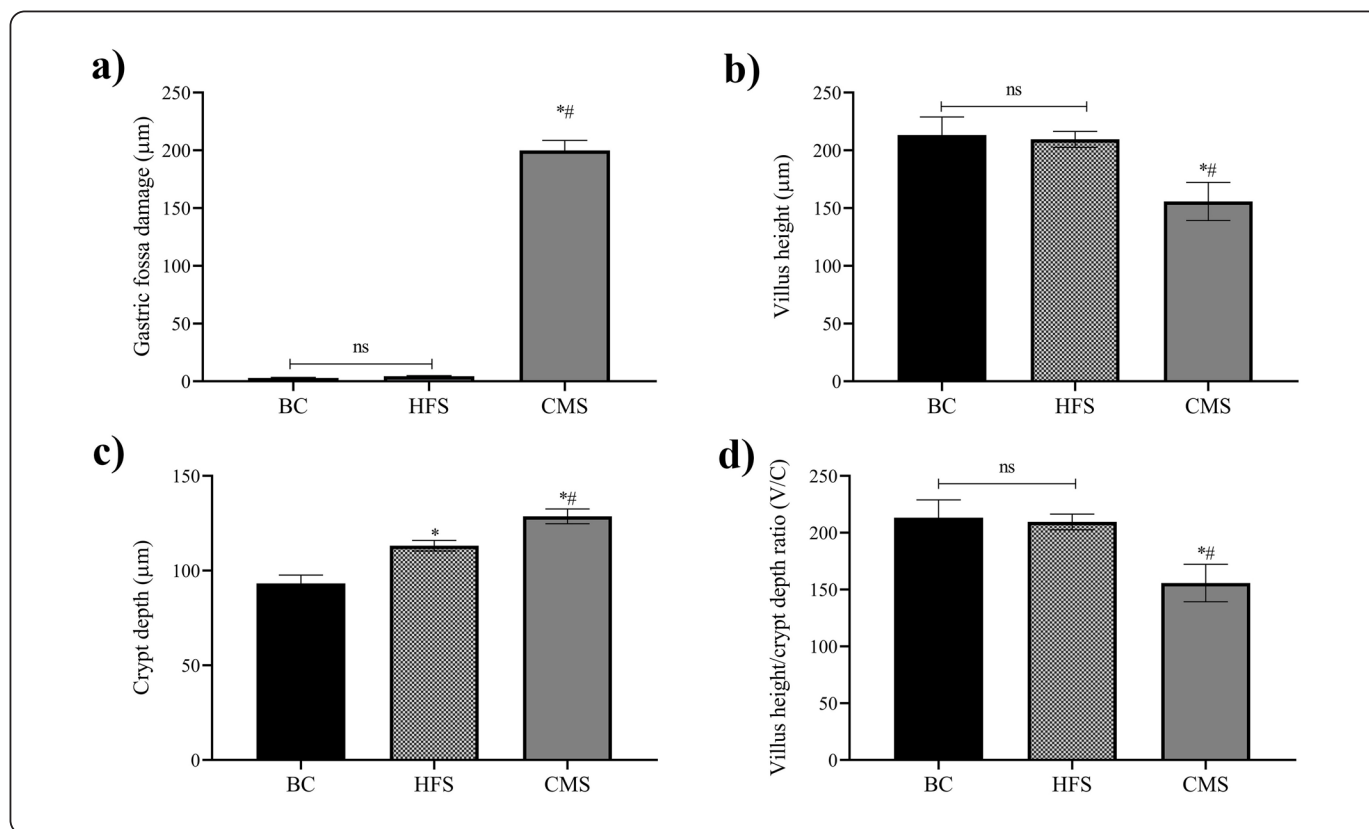 a)
Gastric fossa damage (µm)
250
200
150
100
50
0
ns
*#
BC
HFS
CMS
b)
Villus height (µm)
250
200
150
100
50
0
ns
*#
BC
HFS
CMS
c)
Crypt depth (µm)
150
100
50
0
*
*#
BC
HFS
CMS
d)
Villus height/crypt depth ratio (V/C)
250
200
150
100
50
0
ns
*#
BC
HFS
CMS